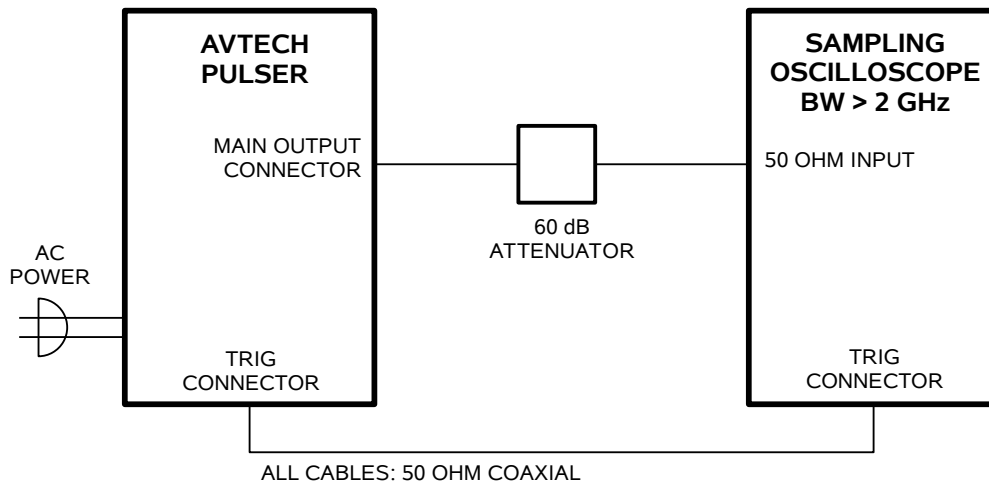 AVTECH
PULSER
MAIN OUTPUT
CONNECTOR
AC
POWER
TRIG
CONNECTOR
60 dB
ATTENUATOR
SAMPLING
OSCILLOSCOPE
BW > 2 GHz
50 OHM INPUT
TRIG
CONNECTOR
ALL CABLES: 50 OHM COAXIAL